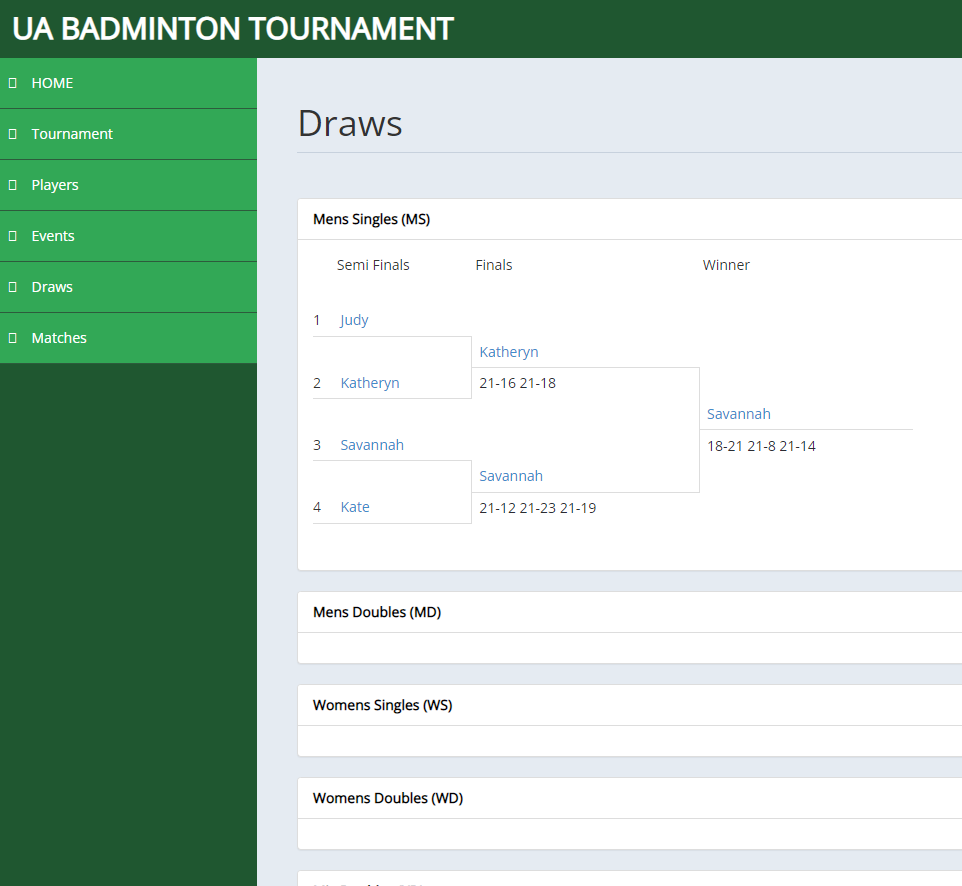 UA BADMINTON TOURNAMENT
HOME
Tournament
Players
Events
Draws
Matches
Draws
Mens Singles (MS)
Semi Finals Finals Winner
1 Judy
Katheryn
2 Katheryn 21-16 21-18
Savannah
3 Savannah 18-21 21-8 21-14
Savannah
4 Kate 21-12 21-23 21-19
Mens Doubles (MD)
Womens Singles (WS)
Womens Doubles (WD)